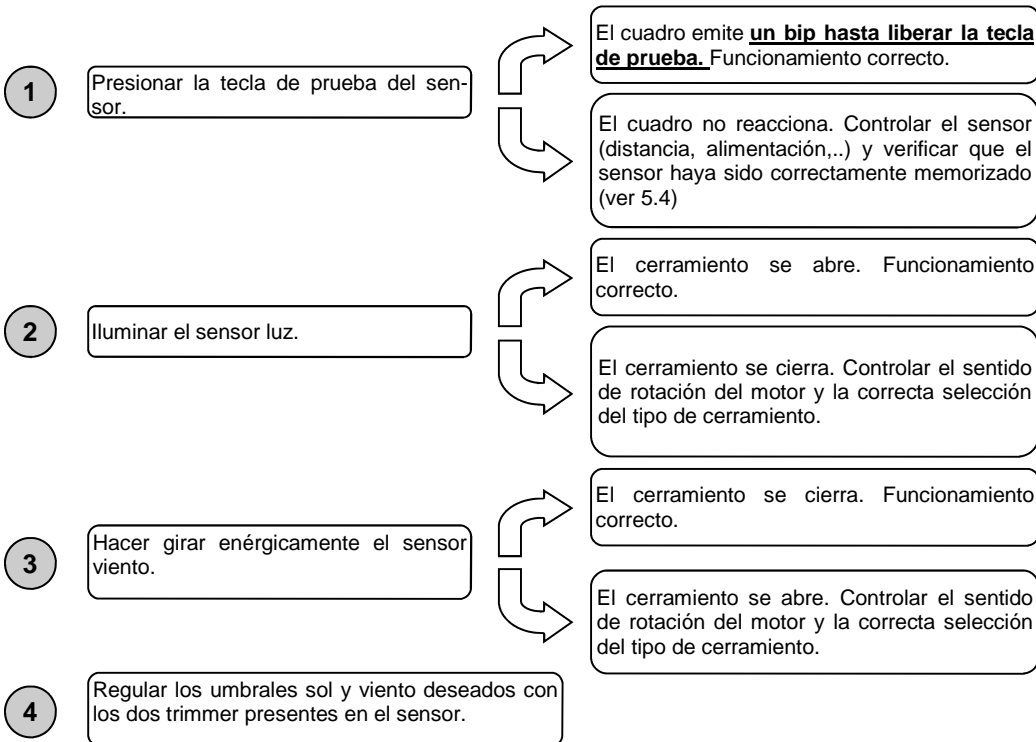 1
Presionar la tecla de prueba del sen-
sor.
El cuadro emite un bip hasta liberar la tecla
de prueba. Funcionamiento correcto.
El cuadro no reacciona. Controlar el sensor
(distancia, alimentación,..) y verificar que el
sensor haya sido correctamente memorizado
(ver 5.4)
2
Iluminar el sensor luz.
El cerramiento se abre. Funcionamiento
correcto.
El cerramiento se cierra. Controlar el sentido
de rotación del motor y la correcta selección
del tipo de cerramiento.
3
Hacer girar enérgicamente el sensor
viento.
El cerramiento se cierra. Funcionamiento
correcto.
El cerramiento se abre. Controlar el sentido
de rotación del motor y la correcta selección
del tipo de cerramiento.
4
Regular los umbrales sol y viento deseados con
los dos trimmer presentes en el sensor.